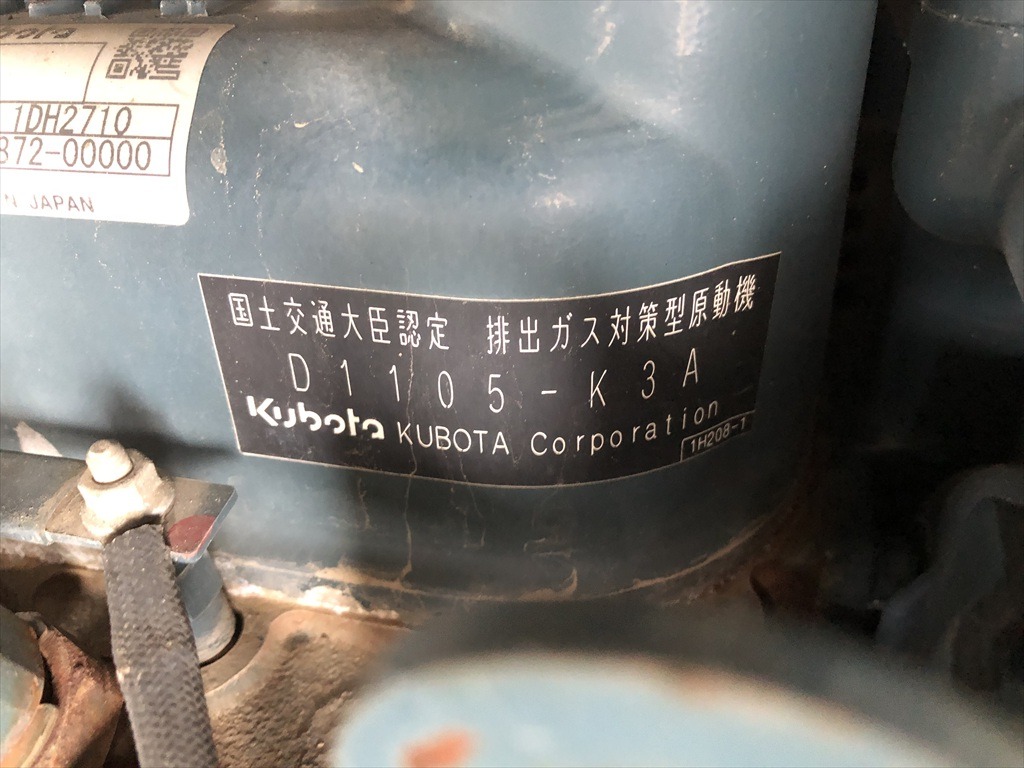 1DH2710
872-00000
N JAPAN
国土交通大臣認定 排出ガス対策型原動機
D1105-K3A
Kubota KUBOTA Corporation
1H208-1